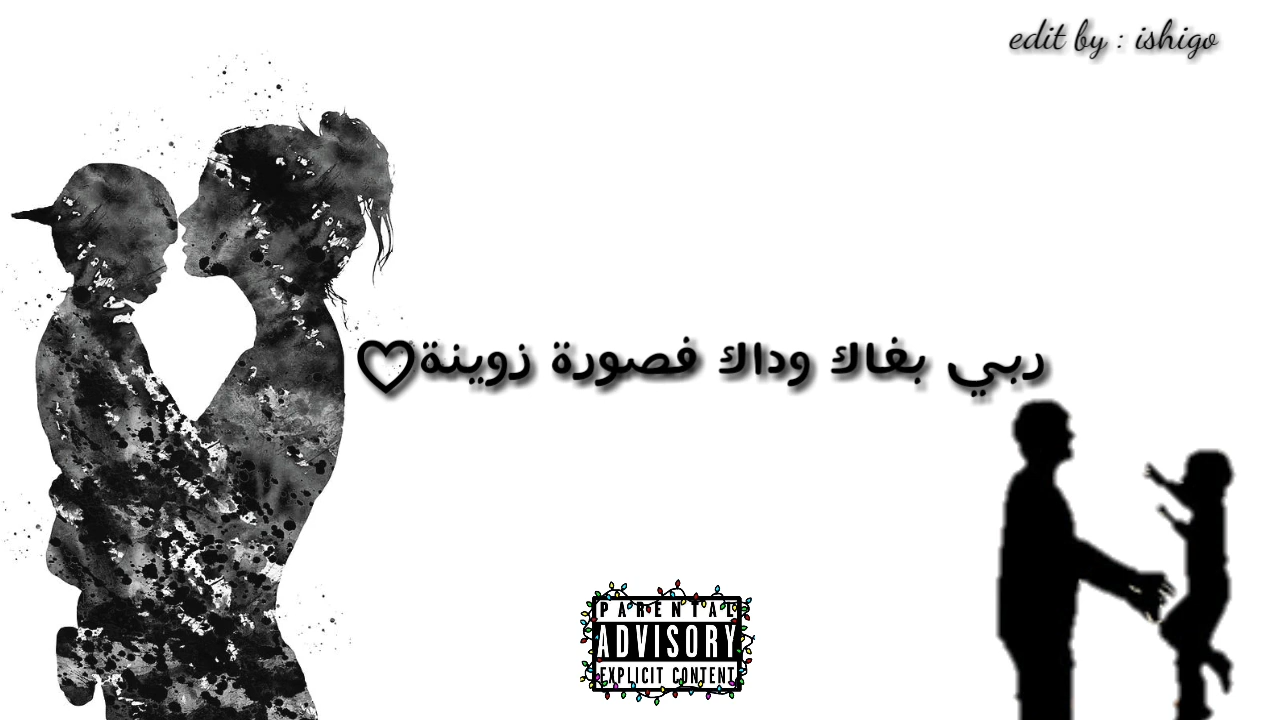 edit by : ishigo
ربي بغاك وداك فصورة زوينة♡
PARENTAL
ADVISORY
EXPLICIT CONTENT